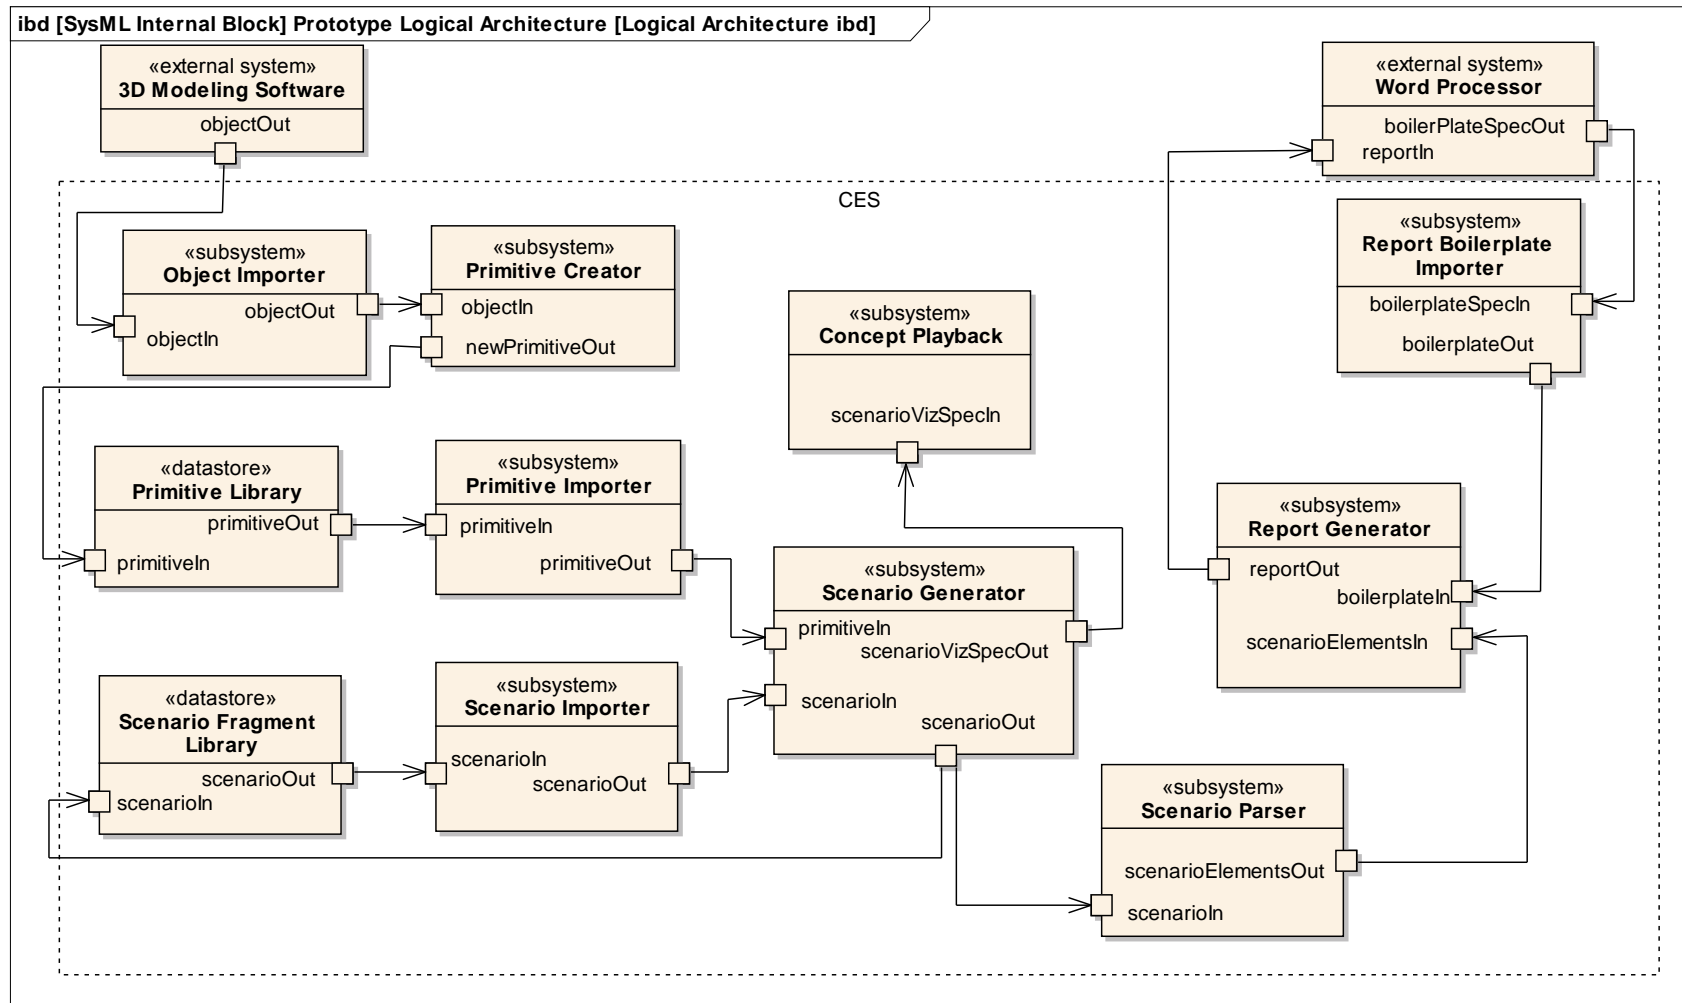 ibd [SysML Internal Block] Prototype Logical Architecture [Logical Architecture ibd]
«external system»
3D Modeling Software
objectOut
«external system»
Word Processor
boilerPlateSpecOut
reportIn
CES
«subsystem»
Object Importer
objectOut
objectIn
«subsystem»
Primitive Creator
objectIn
newPrimitiveOut
«subsystem»
Concept Playback
scenarioVizSpecIn
«subsystem»
Report Boilerplate
Importer
boilerplateSpecIn
boilerplateOut
«datastore»
Primitive Library
primitiveOut
primitiveIn
«subsystem»
Primitive Importer
primitiveIn
primitiveOut
«subsystem»
Scenario Generator
primitiveIn
scenarioVizSpecOut
scenarioIn
scenarioOut
«subsystem»
Report Generator
reportOut
boilerplateIn
scenarioElementsIn
«datastore»
Scenario Fragment
Library
scenarioOut
scenarioIn
«subsystem»
Scenario Importer
scenarioIn
scenarioOut
«subsystem»
Scenario Parser
scenarioElementsOut
scenarioIn